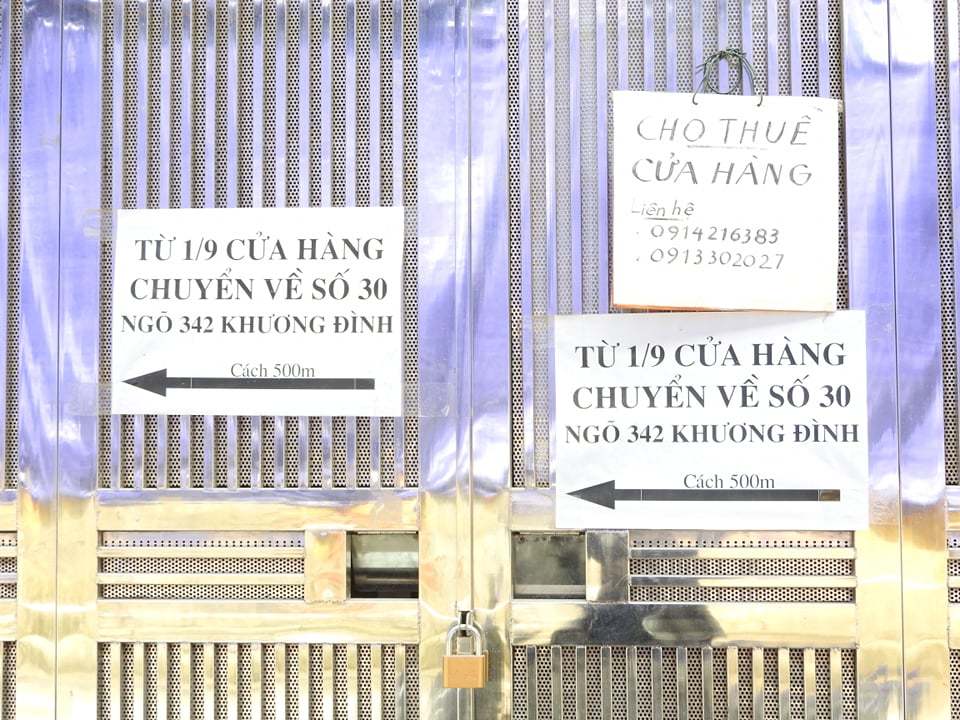 TỪ 1/9 CỬA HÀNG
CHUYỂN VỀ SỐ 30
NGÕ 342 KHƯƠNG ĐÌNH
Cách 500m
CHO THUÊ
CỬA HÀNG
Liên hệ
. 0914216383
. 0913302027
TỪ 1/9 CỬA HÀNG
CHUYỂN VỀ SỐ 30
NGÕ 342 KHƯƠNG ĐÌNH
Cách 500m